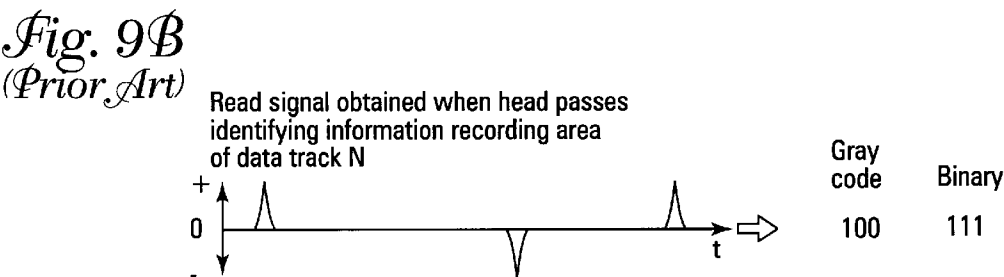 Fig. 9B
(Prior Art)
Read signal obtained when head passes
identifying information recording area
of data track N
+
0
-
t
Gray
code
Binary
100
111